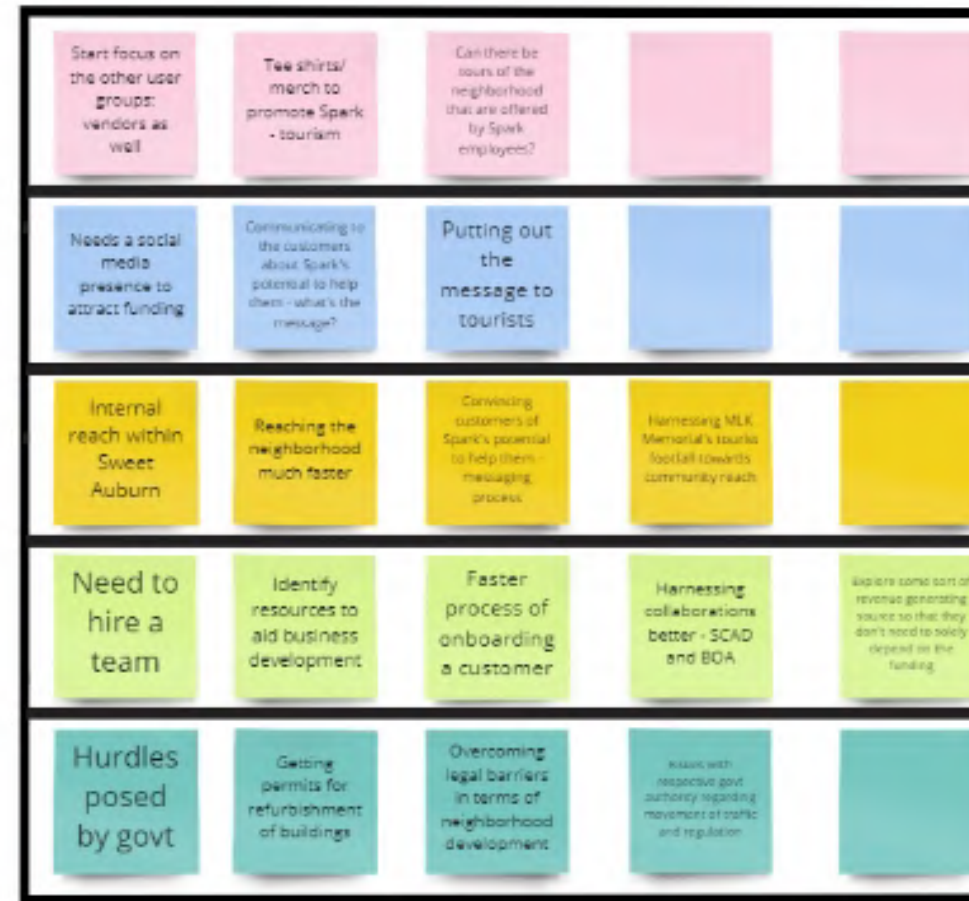 Start focus on
the other user
groups:
vendors as
well
Tee shirts/
merch to
promote Spark
- tourism
Can there be
tours of the
neighborhood
that are offered
by Spark
employees?
Needs a social
media
presence to
attract funding
Communicating to
the customers
about Spark's
potential to help
them - what's the
message?
Putting out
the
message to
tourists
Internal
reach within
Sweet
Auburn
Reaching the
neighborhood
much faster
Convincing
customers of
Spark's potential
to help them -
messaging
process
Harnessing MLK
Memorial's tourist
footfall towards
community reach
Need to
hire a
team
Identify
resources to
aid business
development
Faster
process of
onboarding
a customer
Harnessing
collaborations
better - SCAD
and BOA
Explore some sort of
revenue generating
source so that they
don't need to solely
depend on the
funding
Hurdles
posed
by govt
Getting
permits for
refurbishment
of buildings
Overcoming
legal barriers
in terms of
neighborhood
development
Issues with
respective govt
authority regarding
movement of traffic
and regulation